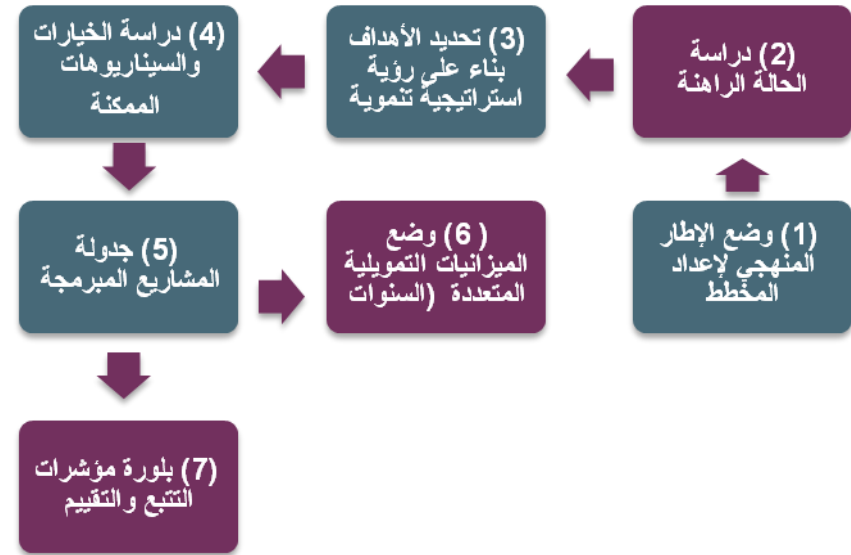 (1) وضع الإطار
المنهجي لإعداد
المخطط
(2) دراسة
الحالة الراهنة
(3) تحديد الأهداف
بناء على رؤية
استراتيجية تنموية
(4) دراسة الخيارات
والسيناريوهات
الممكنة
(5) جدولة
المشاريع المبرمجة
(6 ) وضع
الميزانيات التمويلية
المتعددة (السنوات
(7) بلورة مؤشرات
التتبع والتقييم